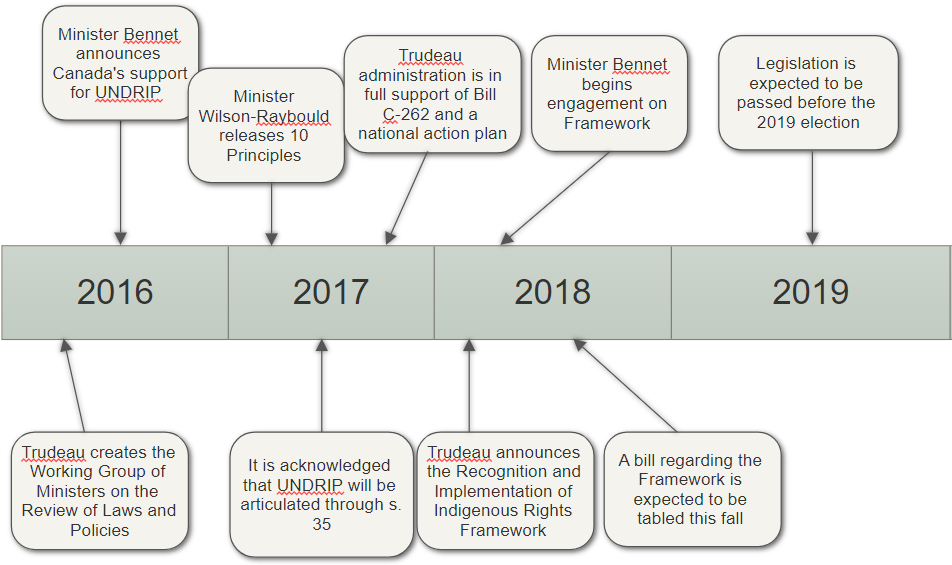 Minister Bennet
announces
Canada's support
for UNDRIP
Minister
Wilson-Raybould
releases 10
Principles
Trudeau
administration is in
full support of Bill
C-262 and a
national action plan
Minister Bennet
begins
engagement on
Framework
Legislation is
expected to be
passed before the
2019 election
2016
2017
2018
2019
Trudeau creates the
Working Group of
Ministers on the
Review of Laws and
Policies
It is acknowledged
that UNDRIP will be
articulated through s.
35
Trudeau announces
the Recognition and
Implementation of
Indigenous Rights
Framework
A bill regarding the
Framework is
expected to be
tabled this fall